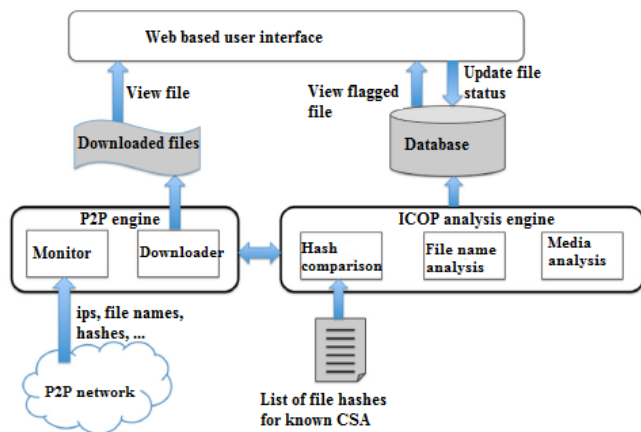 Web based user interface
View file
View flagged
file
Update file
status
Downloaded files
Database
P2P engine
Monitor
Downloader
ICOP analysis engine
Hash
comparison
File name
analysis
Media
analysis
ips, file names,
hashes, ...
P2P network
List of file hashes
for known CSA